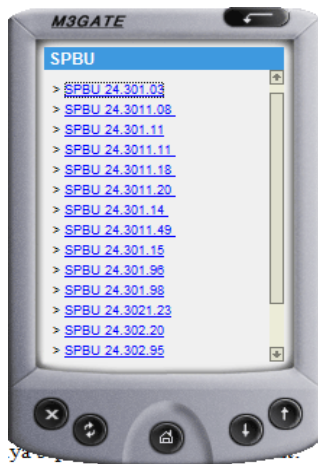 M3GATE
SPBU
> SPBU 24.301.03
> SPBU 24.3011.08
> SPBU 24.301.11
> SPBU 24.3011.11
> SPBU 24.3011.18
> SPBU 24.3011.20
> SPBU 24.301.14
> SPBU 24.3011.49
> SPBU 24.301.15
> SPBU 24.301.96
> SPBU 24.301.98
> SPBU 24.3021.23
> SPBU 24.302.20
> SPBU 24.302.95